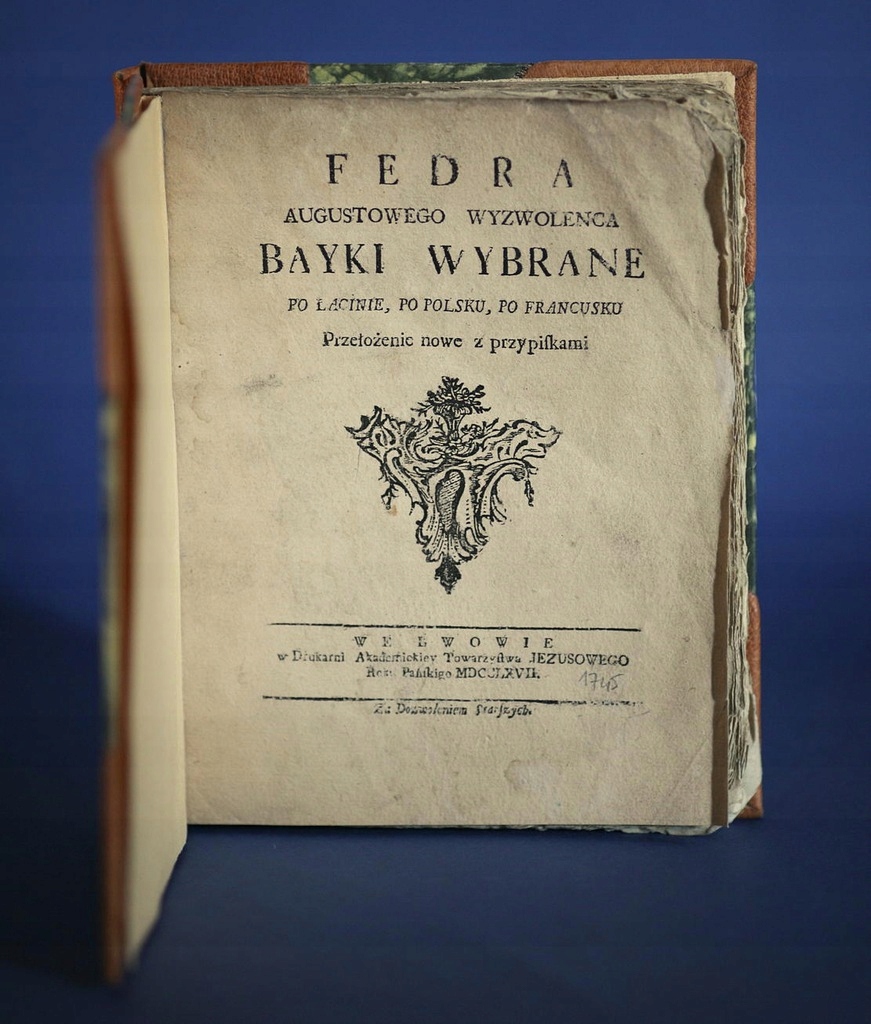 FEDRA
AUGUSTOWEGO WYZWOLENCA
BAYKI WYBRANE
PO ŁACINIE, PO POLSKU, PO FRANCUSKU
Przełożenie nowe z przypiſkami
WE LWOWIE
w Drukarni Akademickiey Towarzyſtwa JEZUSOWEGO
Roku Pańſkiego MDCCLXVII.
1745
Za Dozwoleniem Starſzych.